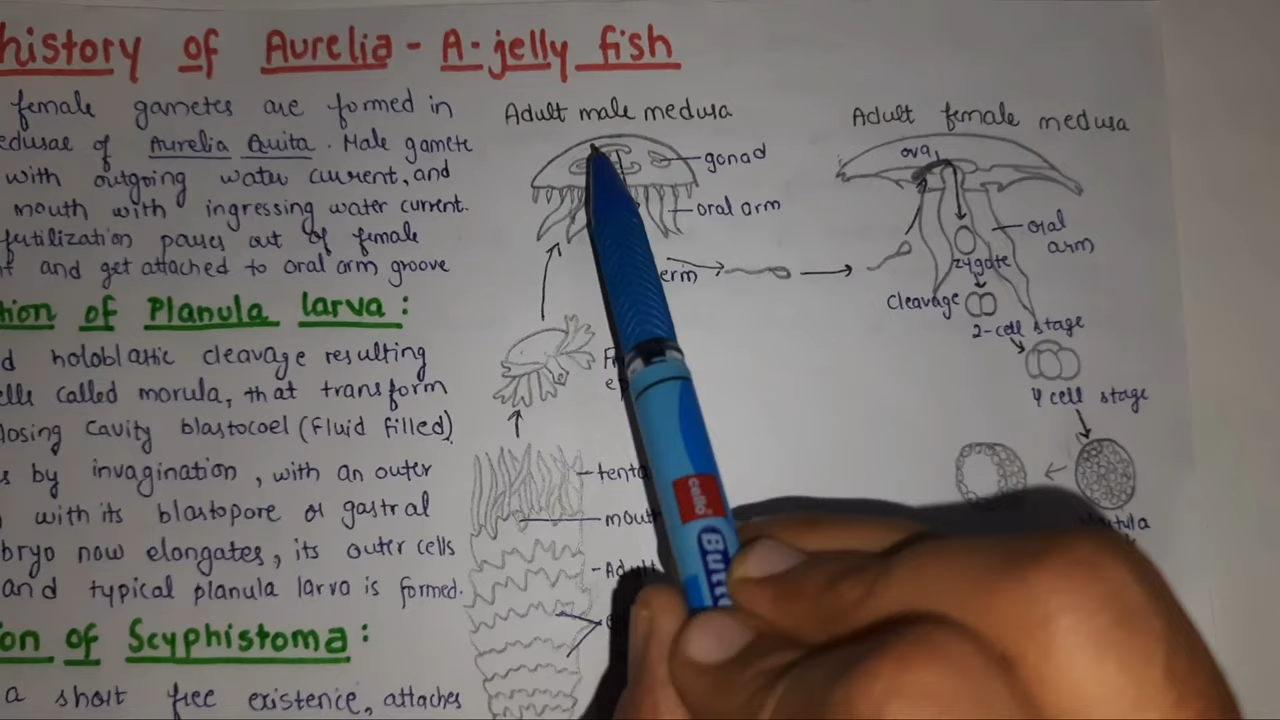 history of Aurelia - A-jelly fish
female gametes are formed in
edusae of Aurelia Auita. Male gamete
with outgoing water current, and
mouth with ingressing water current.
fertilization passes out of female
and get attached to oral arm groove
tion of Planula larva:
holoblastic cleavage resulting
called morula, that transform
losing cavity blastocoel (Fluid filled)
by invagination, with an outer
with its blastopore or gastral
bryo now elongates, its outer cells
and typical planula larva is formed.
on of Scyphistoma:
a short free existence, attaches
Adult male medusa
gonad
oral arm
erm
tenta
mout
Adult
Adult female medusa
ova
oral
arm
zygote
Cleavage
2-cell stage
4 cell stage
cello
Butt